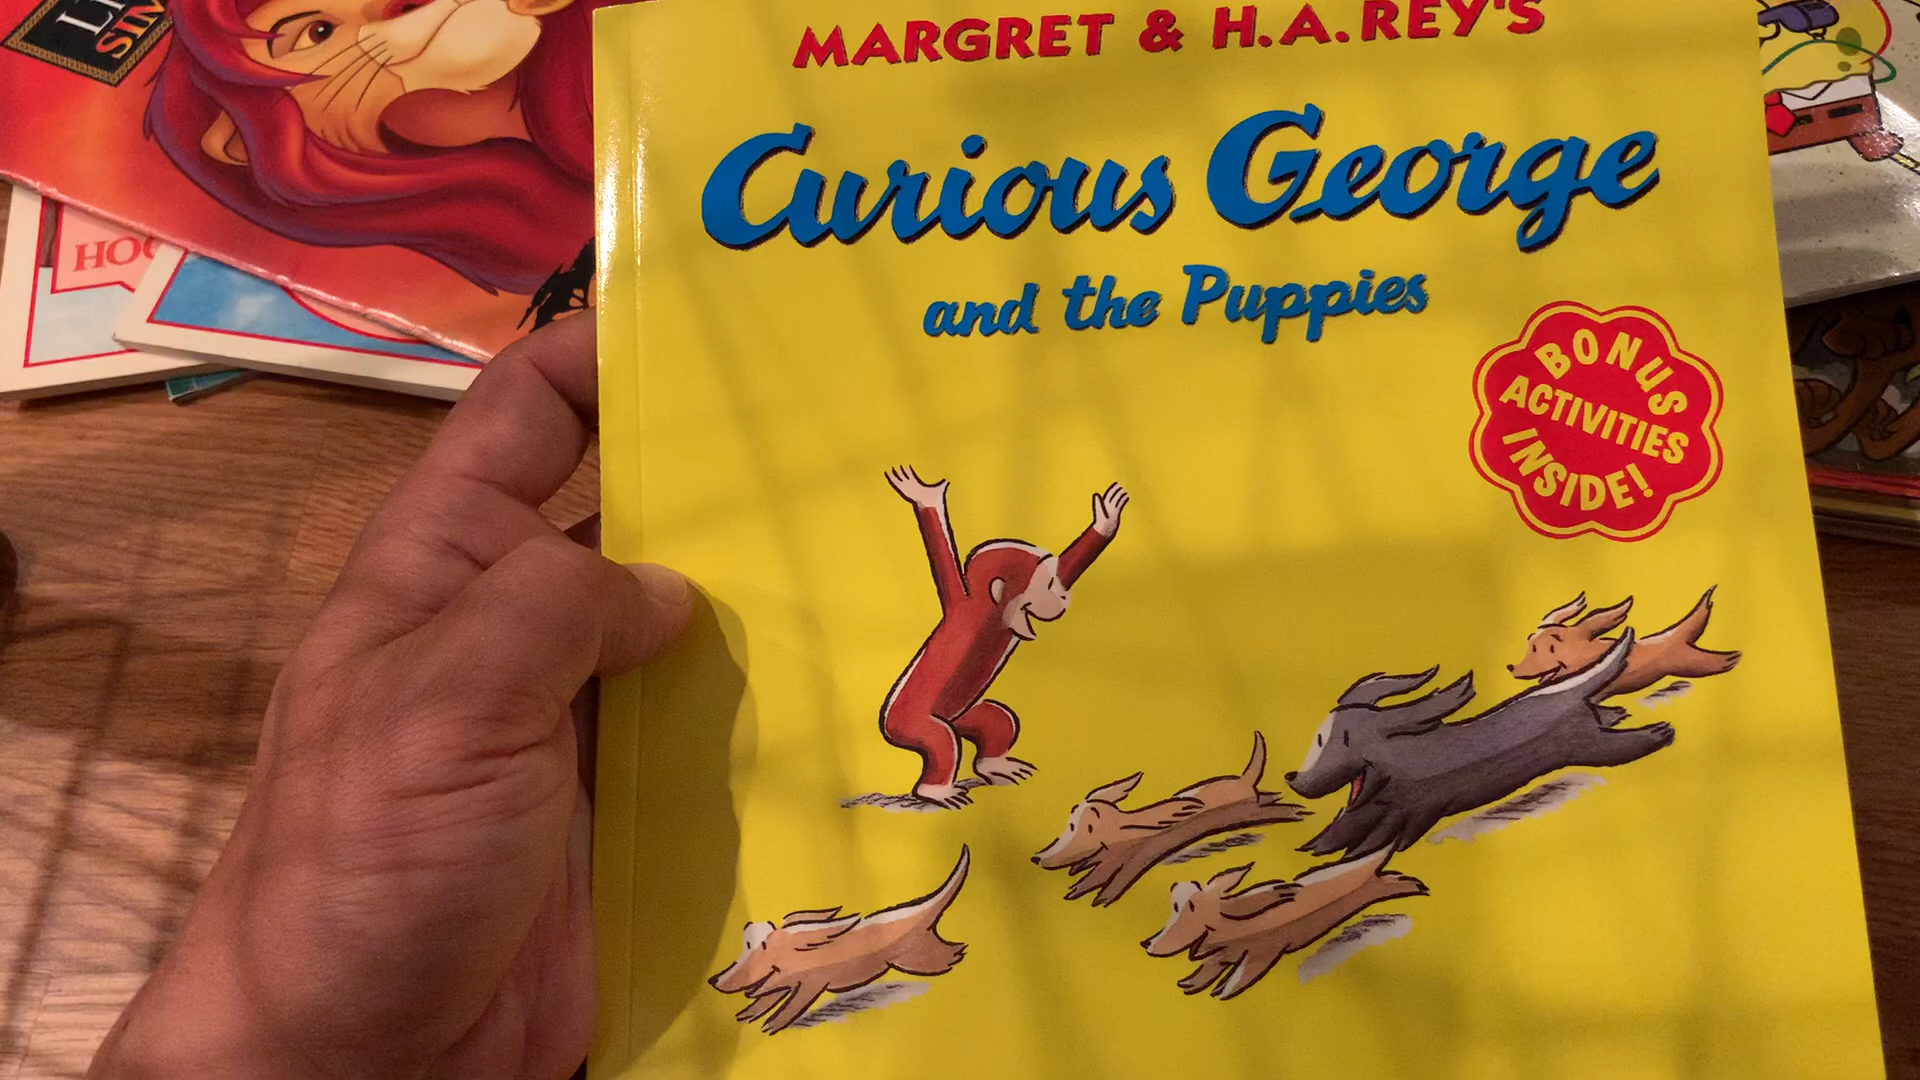 MARGRET & H.A.REY'S
Curious George
and the Puppies
BONUS
ACTIVITIES
INSIDE!